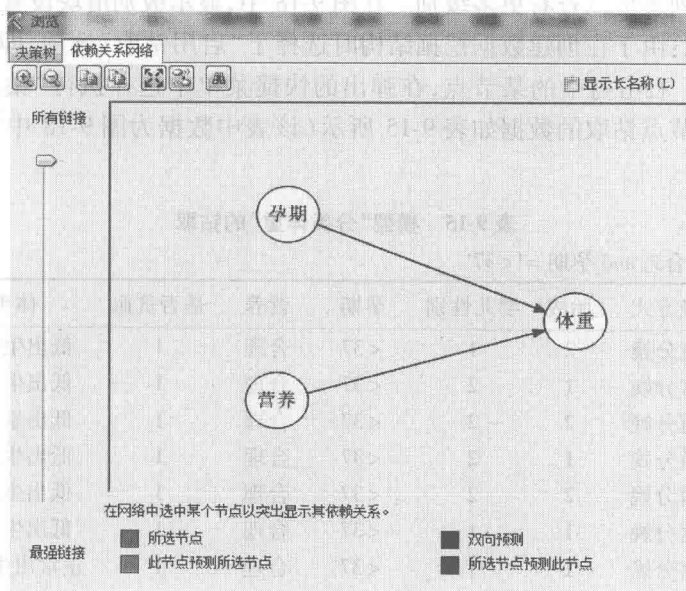 浏览
决策树 依赖关系网络
显示长名称(L)
所有链接
孕期
体重
营养
在网络中选中某个节点以突出显示其依赖关系。
最强链接
所选节点
双向预测
此节点预测所选节点
所选节点预测此节点